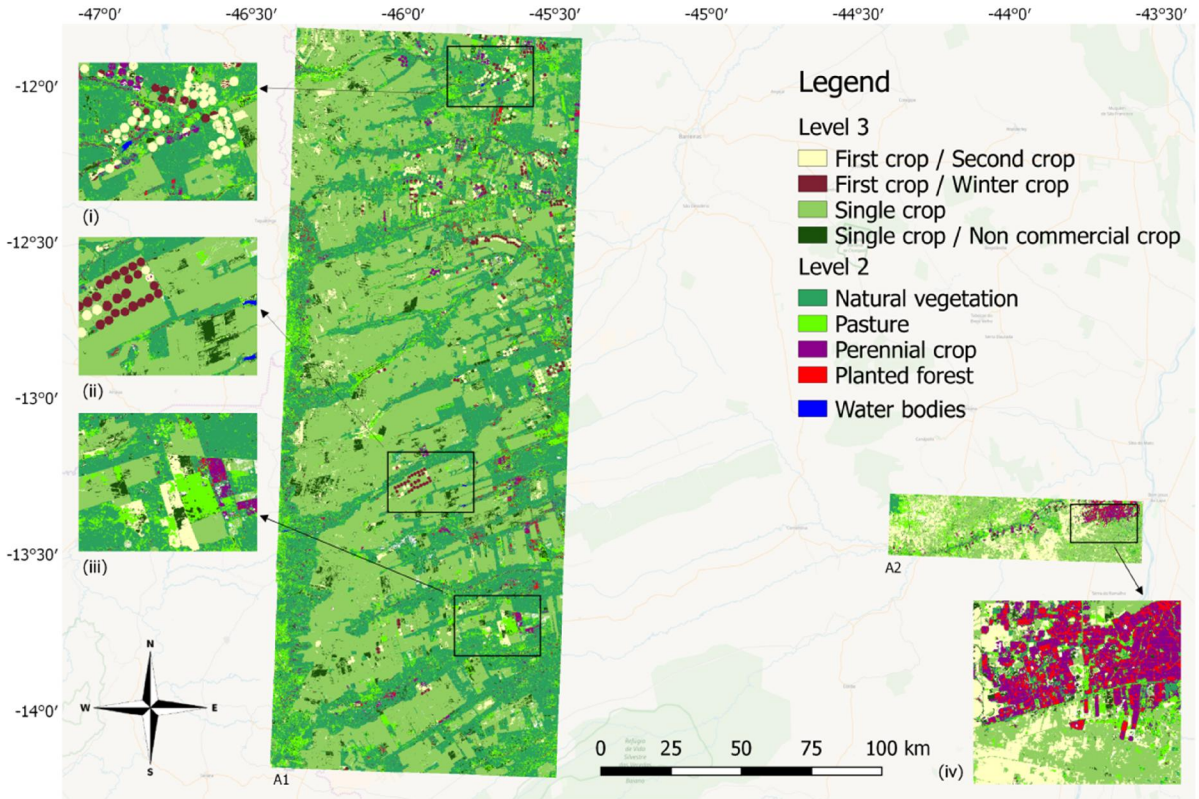 -47°0′ -46°30′ -46°0′ -45°30′ -45°0′ -44°30′ -44°0′ -43°30′
-12°0′
-12°30′
-13°0′
-13°30′
-14°0′
(i)
(ii)
(iii)
Legend
Level 3
First crop / Second crop
First crop / Winter crop
Single crop
Single crop / Non commercial crop
Level 2
Natural vegetation
Pasture
Perennial crop
Planted forest
Water bodies
Barreiras
A2
N
W E
S
A1
0 25 50 75 100 km
(iv)